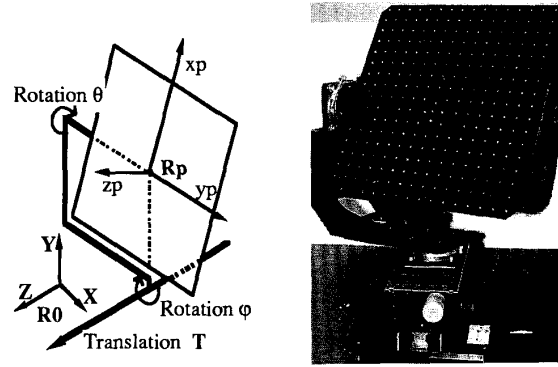 xp
Rotation θ
Rp
zp
yp
Y
Z
X
R0
Rotation φ
Translation T